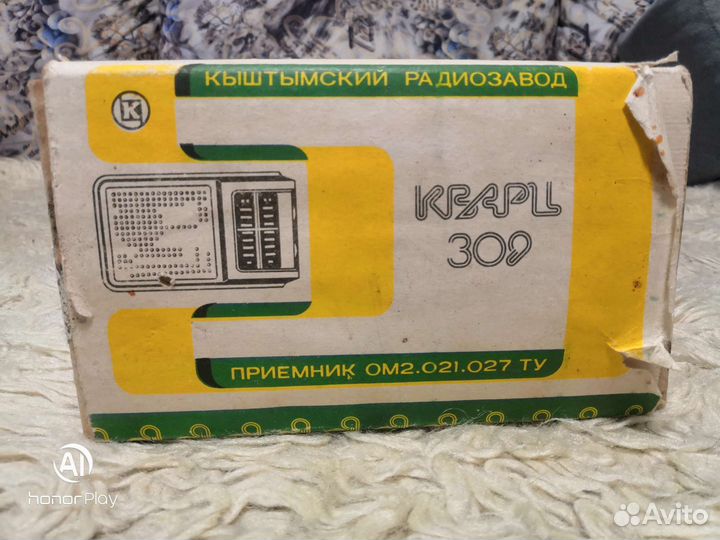 КЫШТЫМСКИЙ РАДИОЗАВОД
К
КВАРЦ
309
ПРИЕМНИК ОМ2.021.027 ТУ
AI
honor Play
Avito